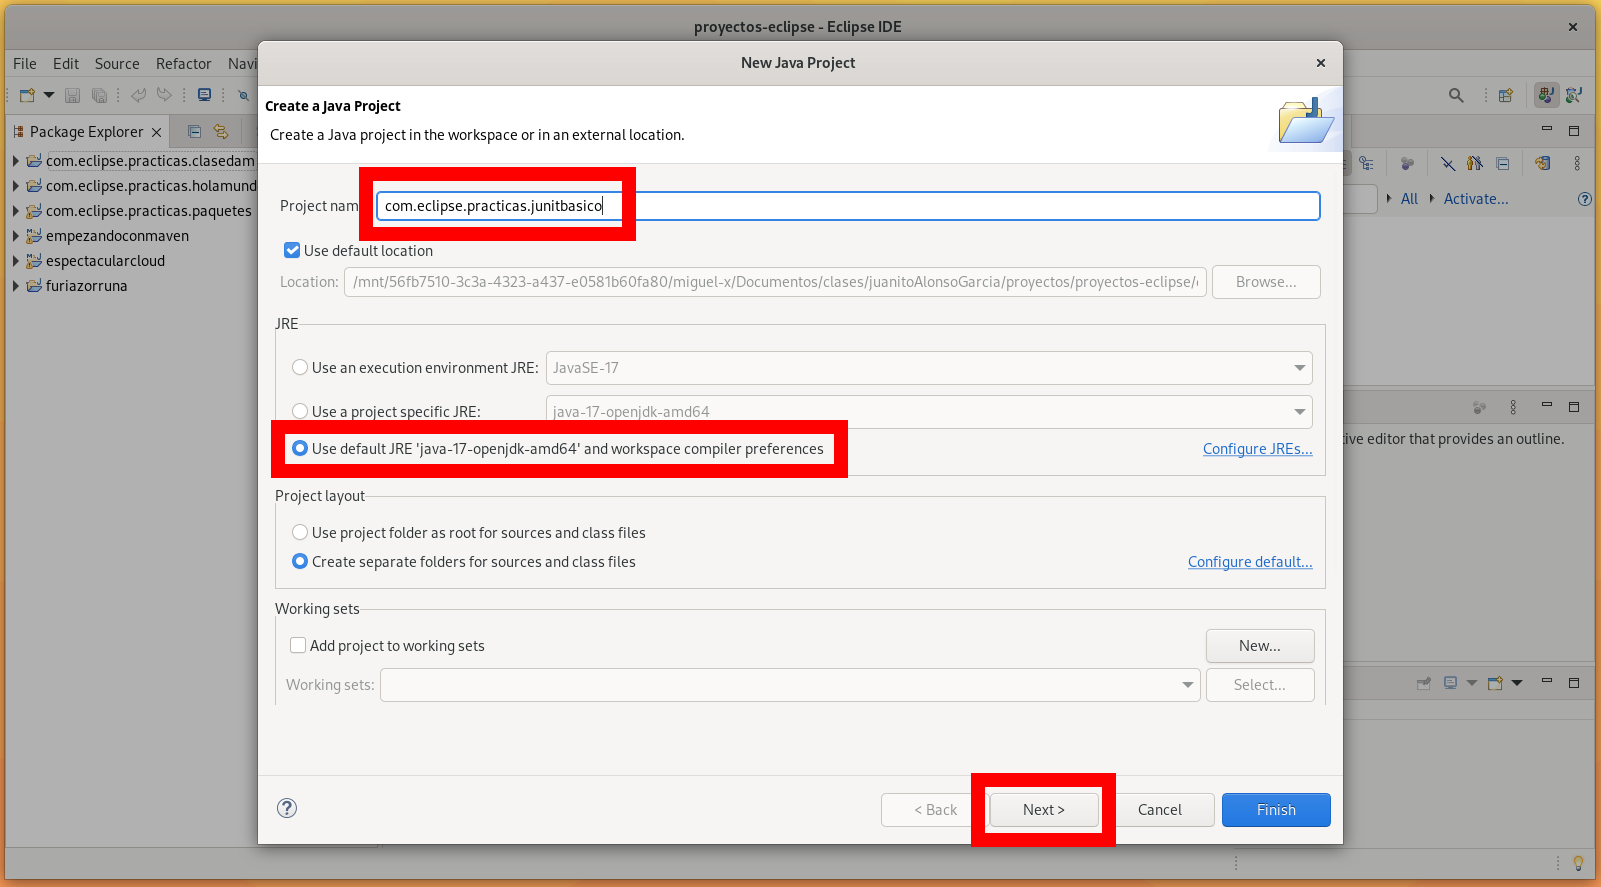 proyectos-eclipse - Eclipse IDE
File Edit Source Refactor Navi
New Java Project
Package Explorer
com.eclipse.practicas.clasedam
com.eclipse.practicas.holamund
com.eclipse.practicas.paquetes
empezandoconmaven
espectacularcloud
furiazorruna
Create a Java Project
Create a Java project in the workspace or in an external location.
Project nam
com.eclipse.practicas.junitbasico
Use default location
Location: /mnt/56fb7510-3c3a-4323-a437-e0581b60fa80/miguel-x/Documentos/clases/juanitoAlonsoGarcia/proyectos/proyectos-eclipse/ Browse...
JRE
Use an execution environment JRE: JavaSE-17
Use a project specific JRE: java-17-openjdk-amd64
Use default JRE 'java-17-openjdk-amd64' and workspace compiler preferences Configure JREs...
Project layout
Use project folder as root for sources and class files
Create separate folders for sources and class files Configure default...
Working sets
Add project to working sets New...
Working sets: Select...
< Back Next > Cancel Finish
All Activate...
tive editor that provides an outline.